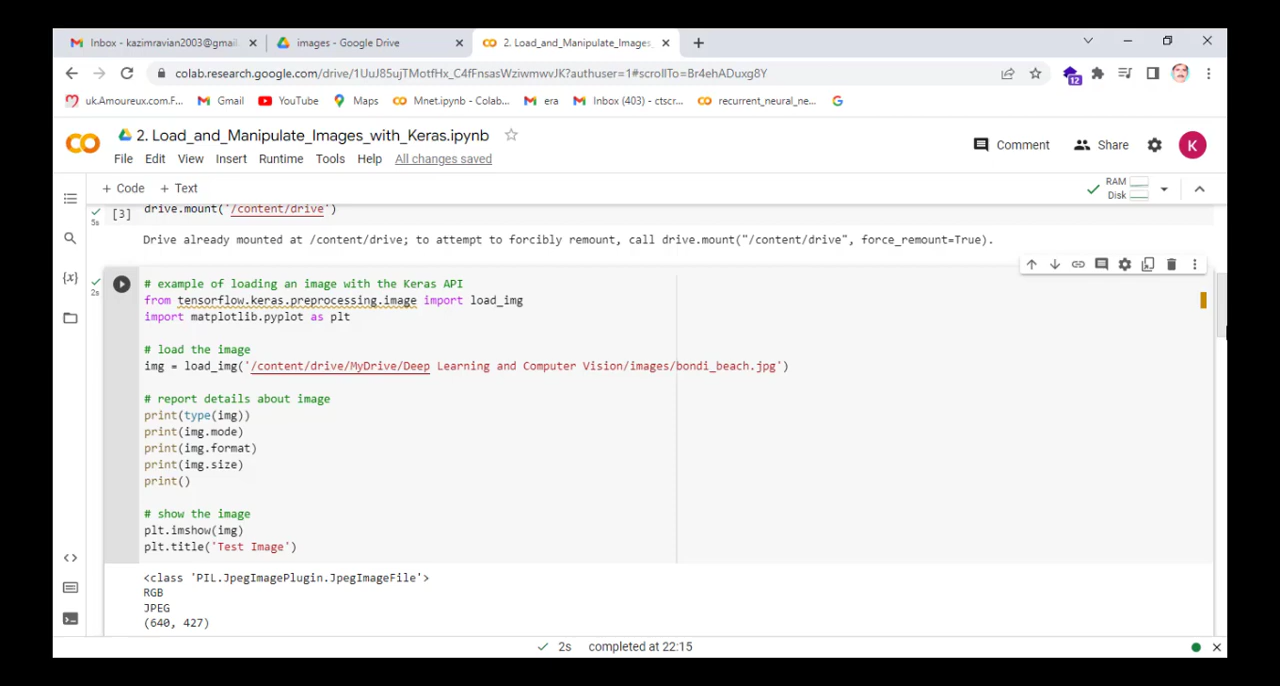 Inbox - kazimravian2003@gmail
images - Google Drive
2. Load_and_Manipulate_Images_
colab.research.google.com/drive/1UuJ85ujTMotfHx_C4fFnsasWziwmwvJK?authuser=1#scrollTo=Br4ehADuxg8Y
12
uk.Amoureux.com.F...
Gmail
YouTube
Maps
Mnet.ipynb - Colab...
era
Inbox (403) - ctscr...
recurrent_neural_ne...
2. Load_and_Manipulate_Images_with_Keras.ipynb
Comment
Share
K
File Edit View Insert Runtime Tools Help All changes saved
+ Code + Text
RAM
Disk
[3]
5s
drive.mount('/content/drive')
Drive already mounted at /content/drive; to attempt to forcibly remount, call drive.mount("/content/drive", force_remount=True).
{x}
2s
# example of loading an image with the Keras API
from tensorflow.keras.preprocessing.image import load_img
import matplotlib.pyplot as plt
# load the image
img = load_img('/content/drive/MyDrive/Deep Learning and Computer Vision/images/bondi_beach.jpg')
# report details about image
print(type(img))
print(img.mode)
print(img.format)
print(img.size)
print()
# show the image
plt.imshow(img)
plt.title('Test Image')
<class 'PIL.JpegImagePlugin.JpegImageFile'>
RGB
JPEG
(640, 427)
2s completed at 22:15